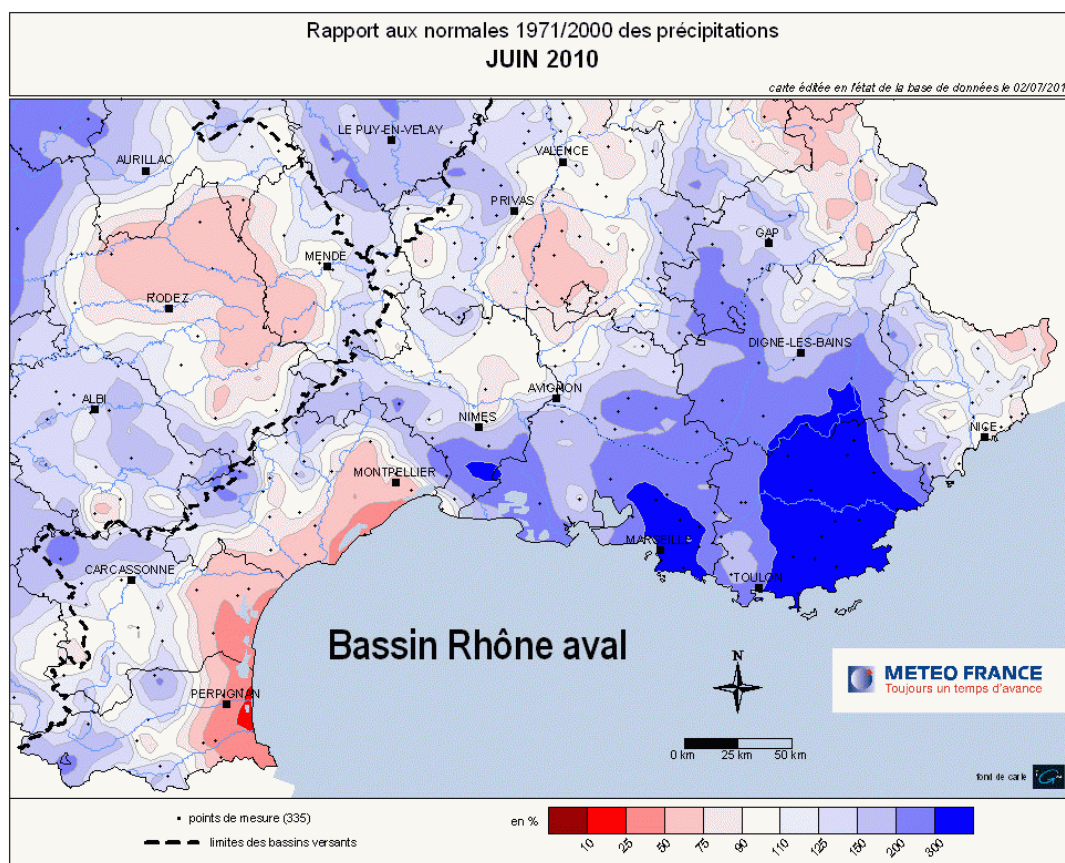 Rapport aux normales 1971/2000 des précipitations
JUIN 2010
carte éditée en l'état de la base de données le 02/07/201
LE PUY-EN-VELAY
AURILLAC
VALENCE
PRIVAS
GAP
MENDE
RODEZ
DIGNE-LES-BAINS
AVIGNON
ALBI
NIMES
NICE
MONTPELLIER
MARSEILLE
CARCASSONNE
TOULON
Bassin Rhône aval
N
METEO FRANCE
Toujours un temps d'avance
PERPIGNAN
0 km 25 km 50 km
fond de carte
points de mesure (335)
limites des bassins versants
en %
10 25 50 75 90 110 125 150 200 300